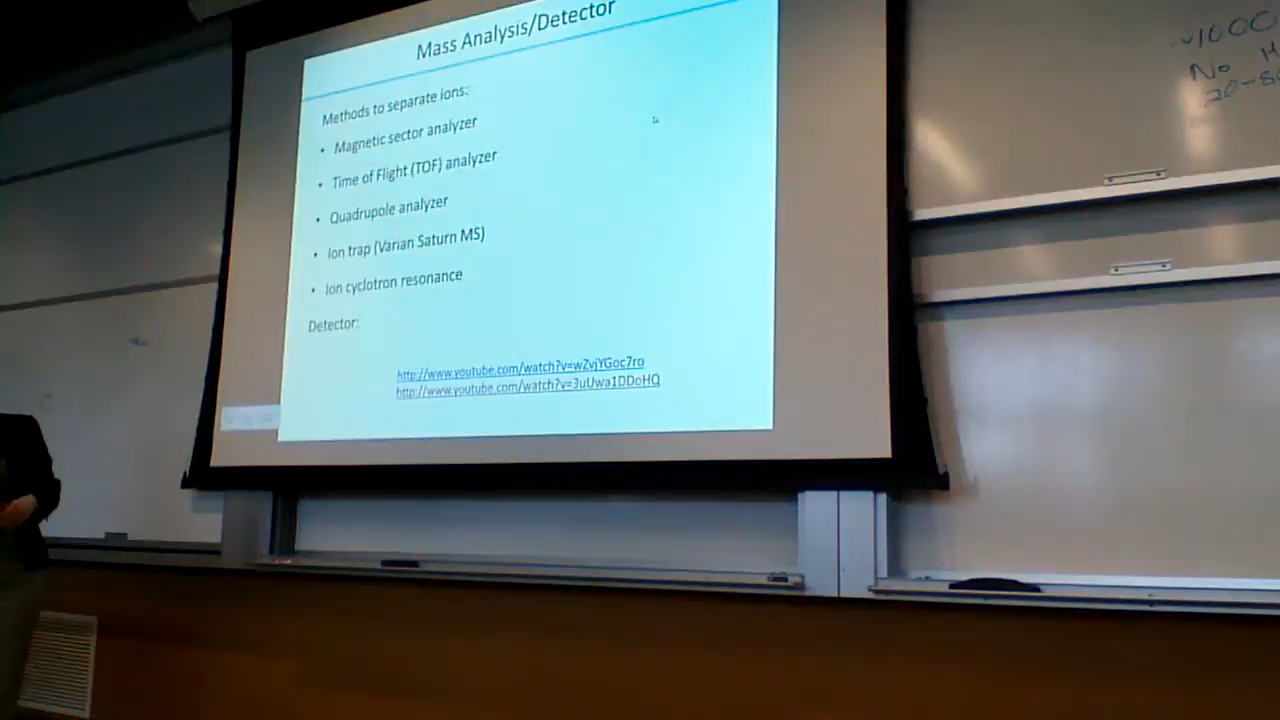 Mass Analysis/Detector
Methods to separate ions:
• Magnetic sector analyzer
• Time of Flight (TOF) analyzer
• Quadrupole analyzer
• Ion trap (Varian Saturn MS)
• Ion cyclotron resonance
Detector:
http://www.youtube.com/watch?v=wZvjYGoc7ro
http://www.youtube.com/watch?v=3uUwa1DDoHQ
~1000
No